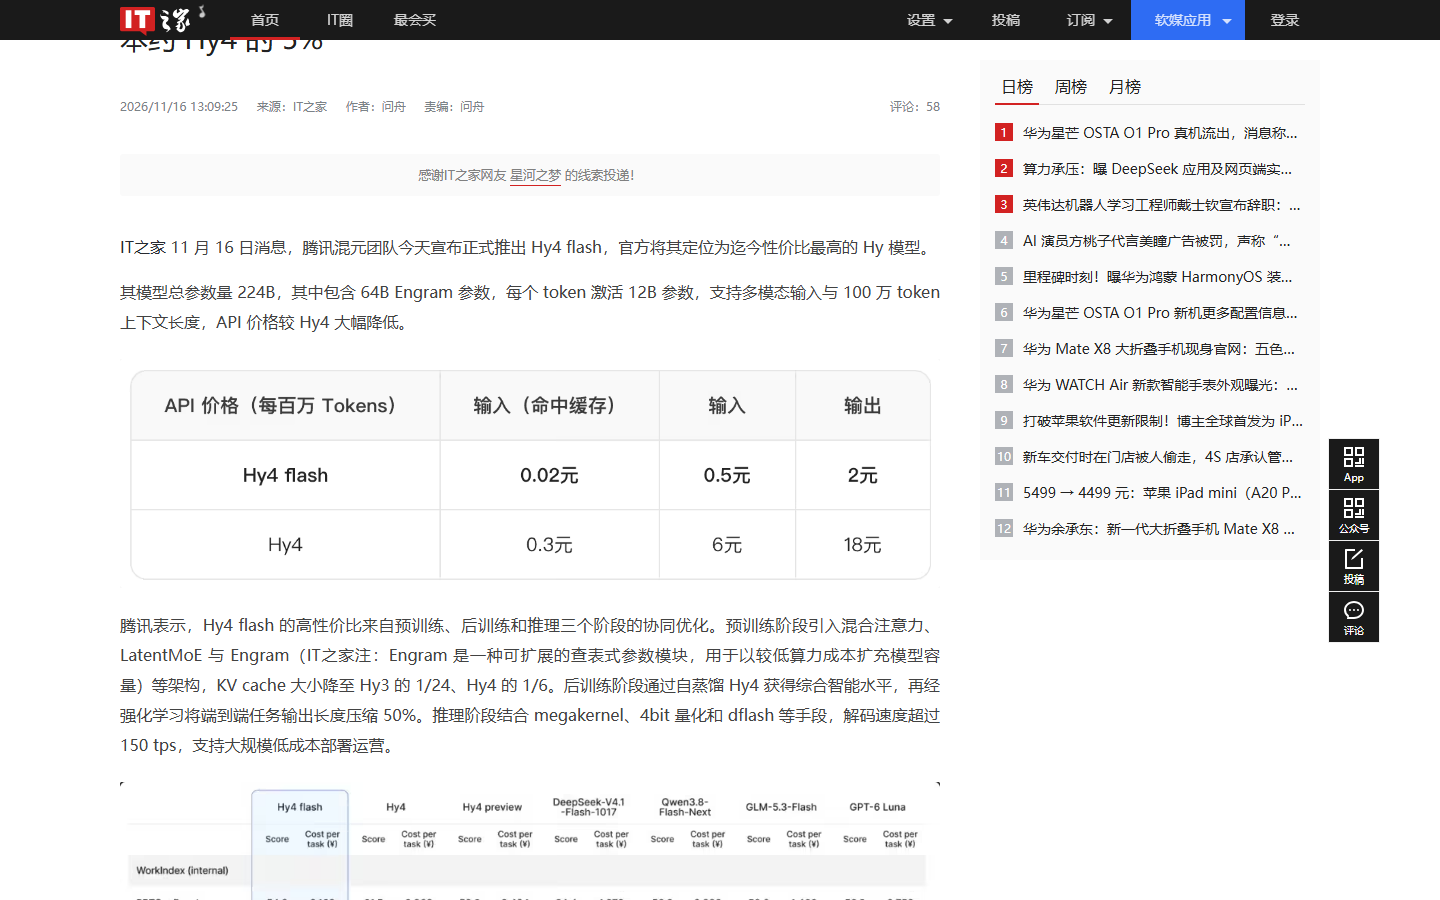 IT之家
首页
IT圈
最会买
设置
投稿
订阅
软媒应用
登录
本约 Hy4 的 5%
2026/11/16 13:09:25 来源：IT之家 作者：问舟 责编：问舟
评论：58
感谢IT之家网友 星河之梦 的线索投递！
IT之家 11 月 16 日消息，腾讯混元团队今天宣布正式推出 Hy4 flash，官方将其定位为迄今性价比最高的 Hy 模型。
其模型总参数量 224B，其中包含 64B Engram 参数，每个 token 激活 12B 参数，支持多模态输入与 100 万 token
上下文长度，API 价格较 Hy4 大幅降低。
API 价格（每百万 Tokens） 输入（命中缓存） 输入 输出
Hy4 flash 0.02元 0.5元 2元
Hy4 0.3元 6元 18元
腾讯表示，Hy4 flash 的高性价比来自预训练、后训练和推理三个阶段的协同优化。预训练阶段引入混合注意力、
LatentMoE 与 Engram（IT之家注：Engram 是一种可扩展的查表式参数模块，用于以较低算力成本扩充模型容
量）等架构，KV cache 大小降至 Hy3 的 1/24、Hy4 的 1/6。后训练阶段通过自蒸馏 Hy4 获得综合智能水平，再经
强化学习将端到端任务输出长度压缩 50%。推理阶段结合 megakernel、4bit 量化和 dflash 等手段，解码速度超过
150 tps，支持大规模低成本部署运营。
Hy4 flash Hy4 Hy4 preview DeepSeek-V4.1-Flash-1017 Qwen3.8-Flash-Next GLM-5.3-Flash GPT-6 Luna
Score Cost per task (¥) Score Cost per task (¥) Score Cost per task (¥) Score Cost per task (¥) Score Cost per task (¥) Score Cost per task (¥) Score Cost per task (¥)
WorkIndex (internal)
日榜 周榜 月榜
1 华为星芒 OSTA O1 Pro 真机流出，消息称...
2 算力承压：曝 DeepSeek 应用及网页端实...
3 英伟达机器人学习工程师戴士钦宣布辞职：...
4 AI 演员方桃子代言美瞳广告被罚，声称“...
5 里程碑时刻！曝华为鸿蒙 HarmonyOS 装...
6 华为星芒 OSTA O1 Pro 新机更多配置信息...
7 华为 Mate X8 大折叠手机现身官网：五色...
8 华为 WATCH Air 新款智能手表外观曝光：...
9 打破苹果软件更新限制！博主全球首发为 iP...
10 新车交付时在门店被人偷走，4S 店承认管...
11 5499 → 4499 元：苹果 iPad mini（A20 P...
12 华为余承东：新一代大折叠手机 Mate X8 ...
App
公众号
投稿
评论